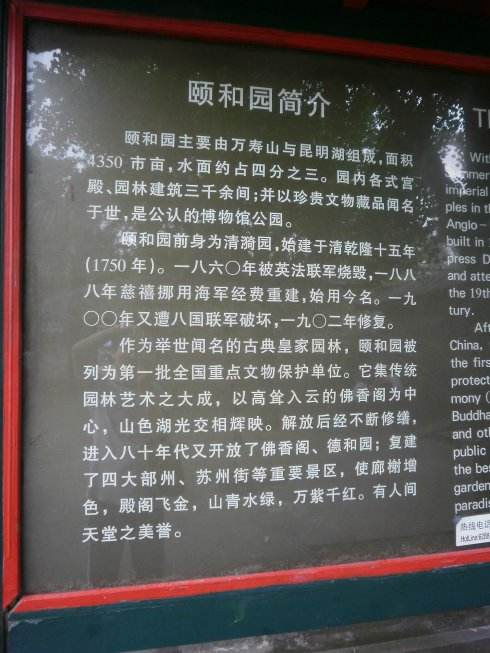 颐和园简介
颐和园主要由万寿山与昆明湖组成，面积
4350 市亩，水面约占四分之三。园内各式宫
殿、园林建筑三千余间；并以珍贵文物藏品闻名
于世，是公认的博物馆公园。
颐和园前身为清漪园，始建于清乾隆十五年
(1750 年)。一八六〇年被英法联军烧毁，一八八
八年慈禧挪用海军经费重建，始用今名。一九
〇〇年又遭八国联军破坏，一九〇二年修复。
作为举世闻名的古典皇家园林，颐和园被
列为第一批全国重点文物保护单位。它集传统
园林艺术之大成，以高耸入云的佛香阁为中
心，山色湖光交相辉映。解放后经不断修缮，
进入八十年代又开放了佛香阁、德和园；复建
了四大部州、苏州街等重要景区，使廊榭增
色，殿阁飞金，山青水绿，万紫千红。有人间
天堂之美誉。
With
imperial
ples in th
Anglo-
built in
press D
and atte
the 19th
tury.
Aft
China,
the firs
protect
mony (
Buddha
and oth
public
the bes
garden
paradis
热线电话